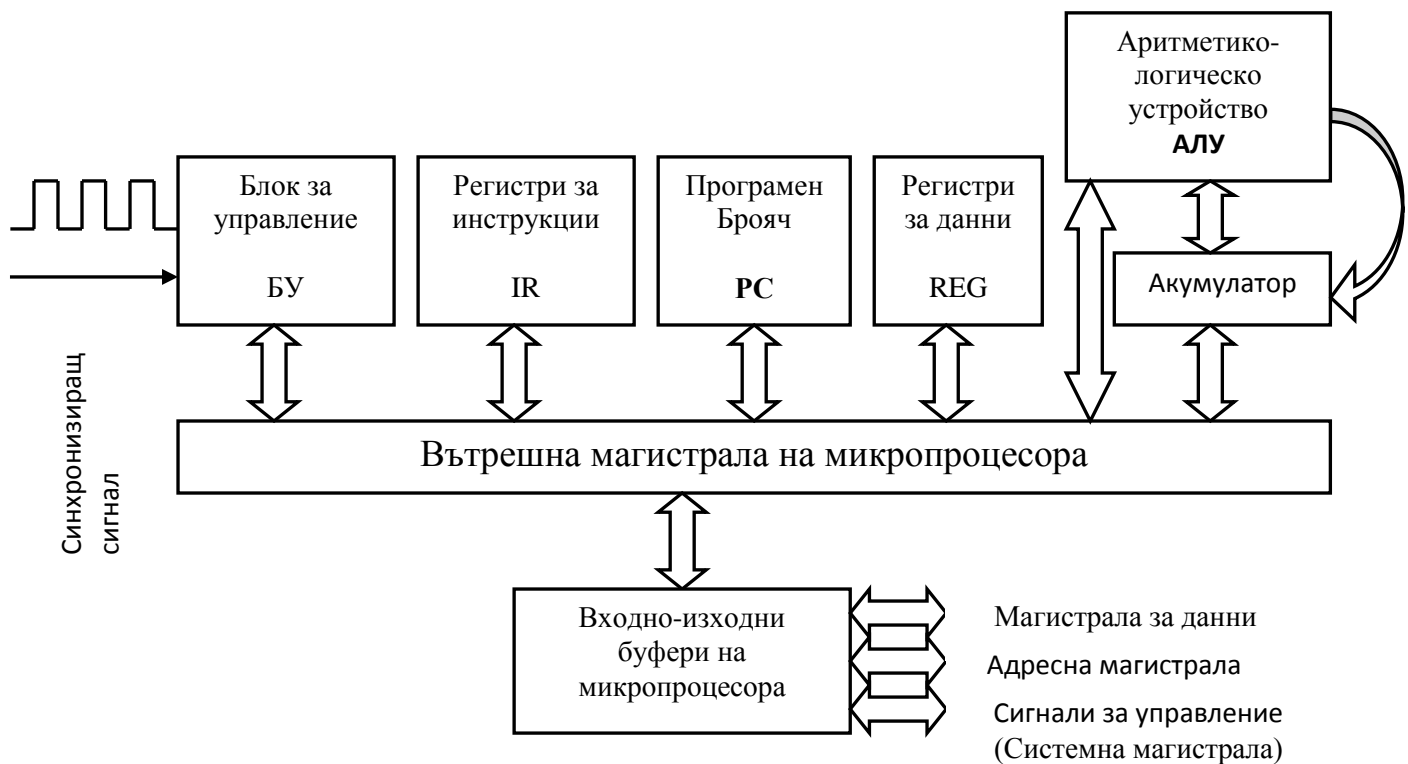 Аритметико-
логическо
устройство
АЛУ
Блок за
управление
БУ
Регистри за
инструкции
IR
Програмен
Брояч
PC
Регистри
за данни
REG
Акумулатор
Синхронизиращ
сигнал
Вътрешна магистрала на микропроцесора
Входно-изходни
буфери на
микропроцесора
Магистрала за данни
Адресна магистрала
Сигнали за управление
(Системна магистрала)